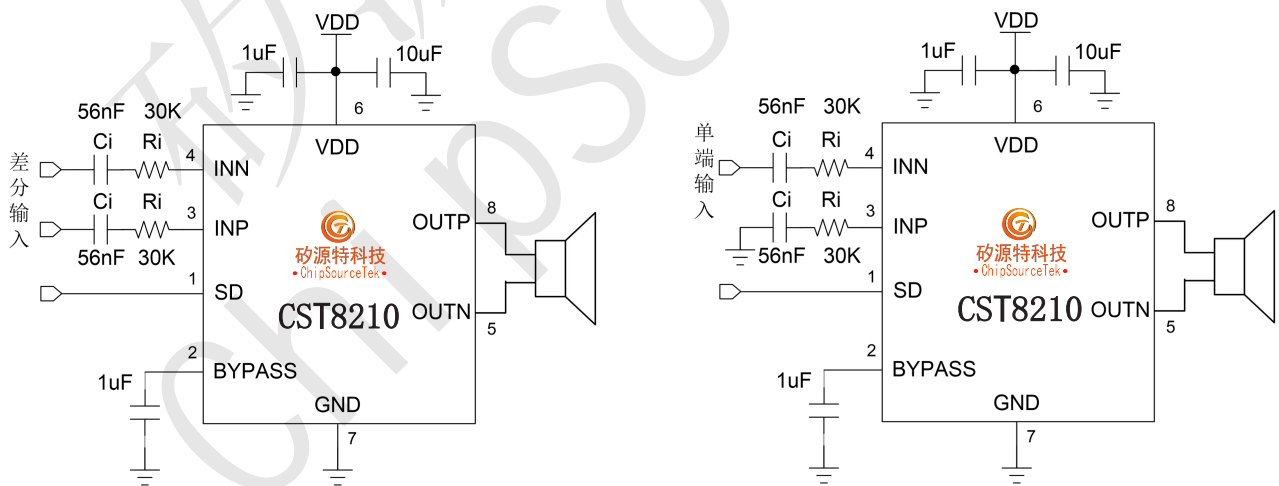 VDD
1uF
10uF
6
56nF 30K
Ci Ri
VDD
差分输入
4
INN
Ci Ri
3
INP
56nF 30K
8
OUTP
矽源特科技
ChipSourceTek
1
SD
CST8210
OUTN
5
2
BYPASS
1uF
GND
7
VDD
1uF
10uF
6
56nF 30K
Ci Ri
VDD
单端输入
4
INN
Ci Ri
3
INP
56nF 30K
8
OUTP
矽源特科技
ChipSourceTek
1
SD
CST8210
OUTN
5
2
BYPASS
1uF
GND
7